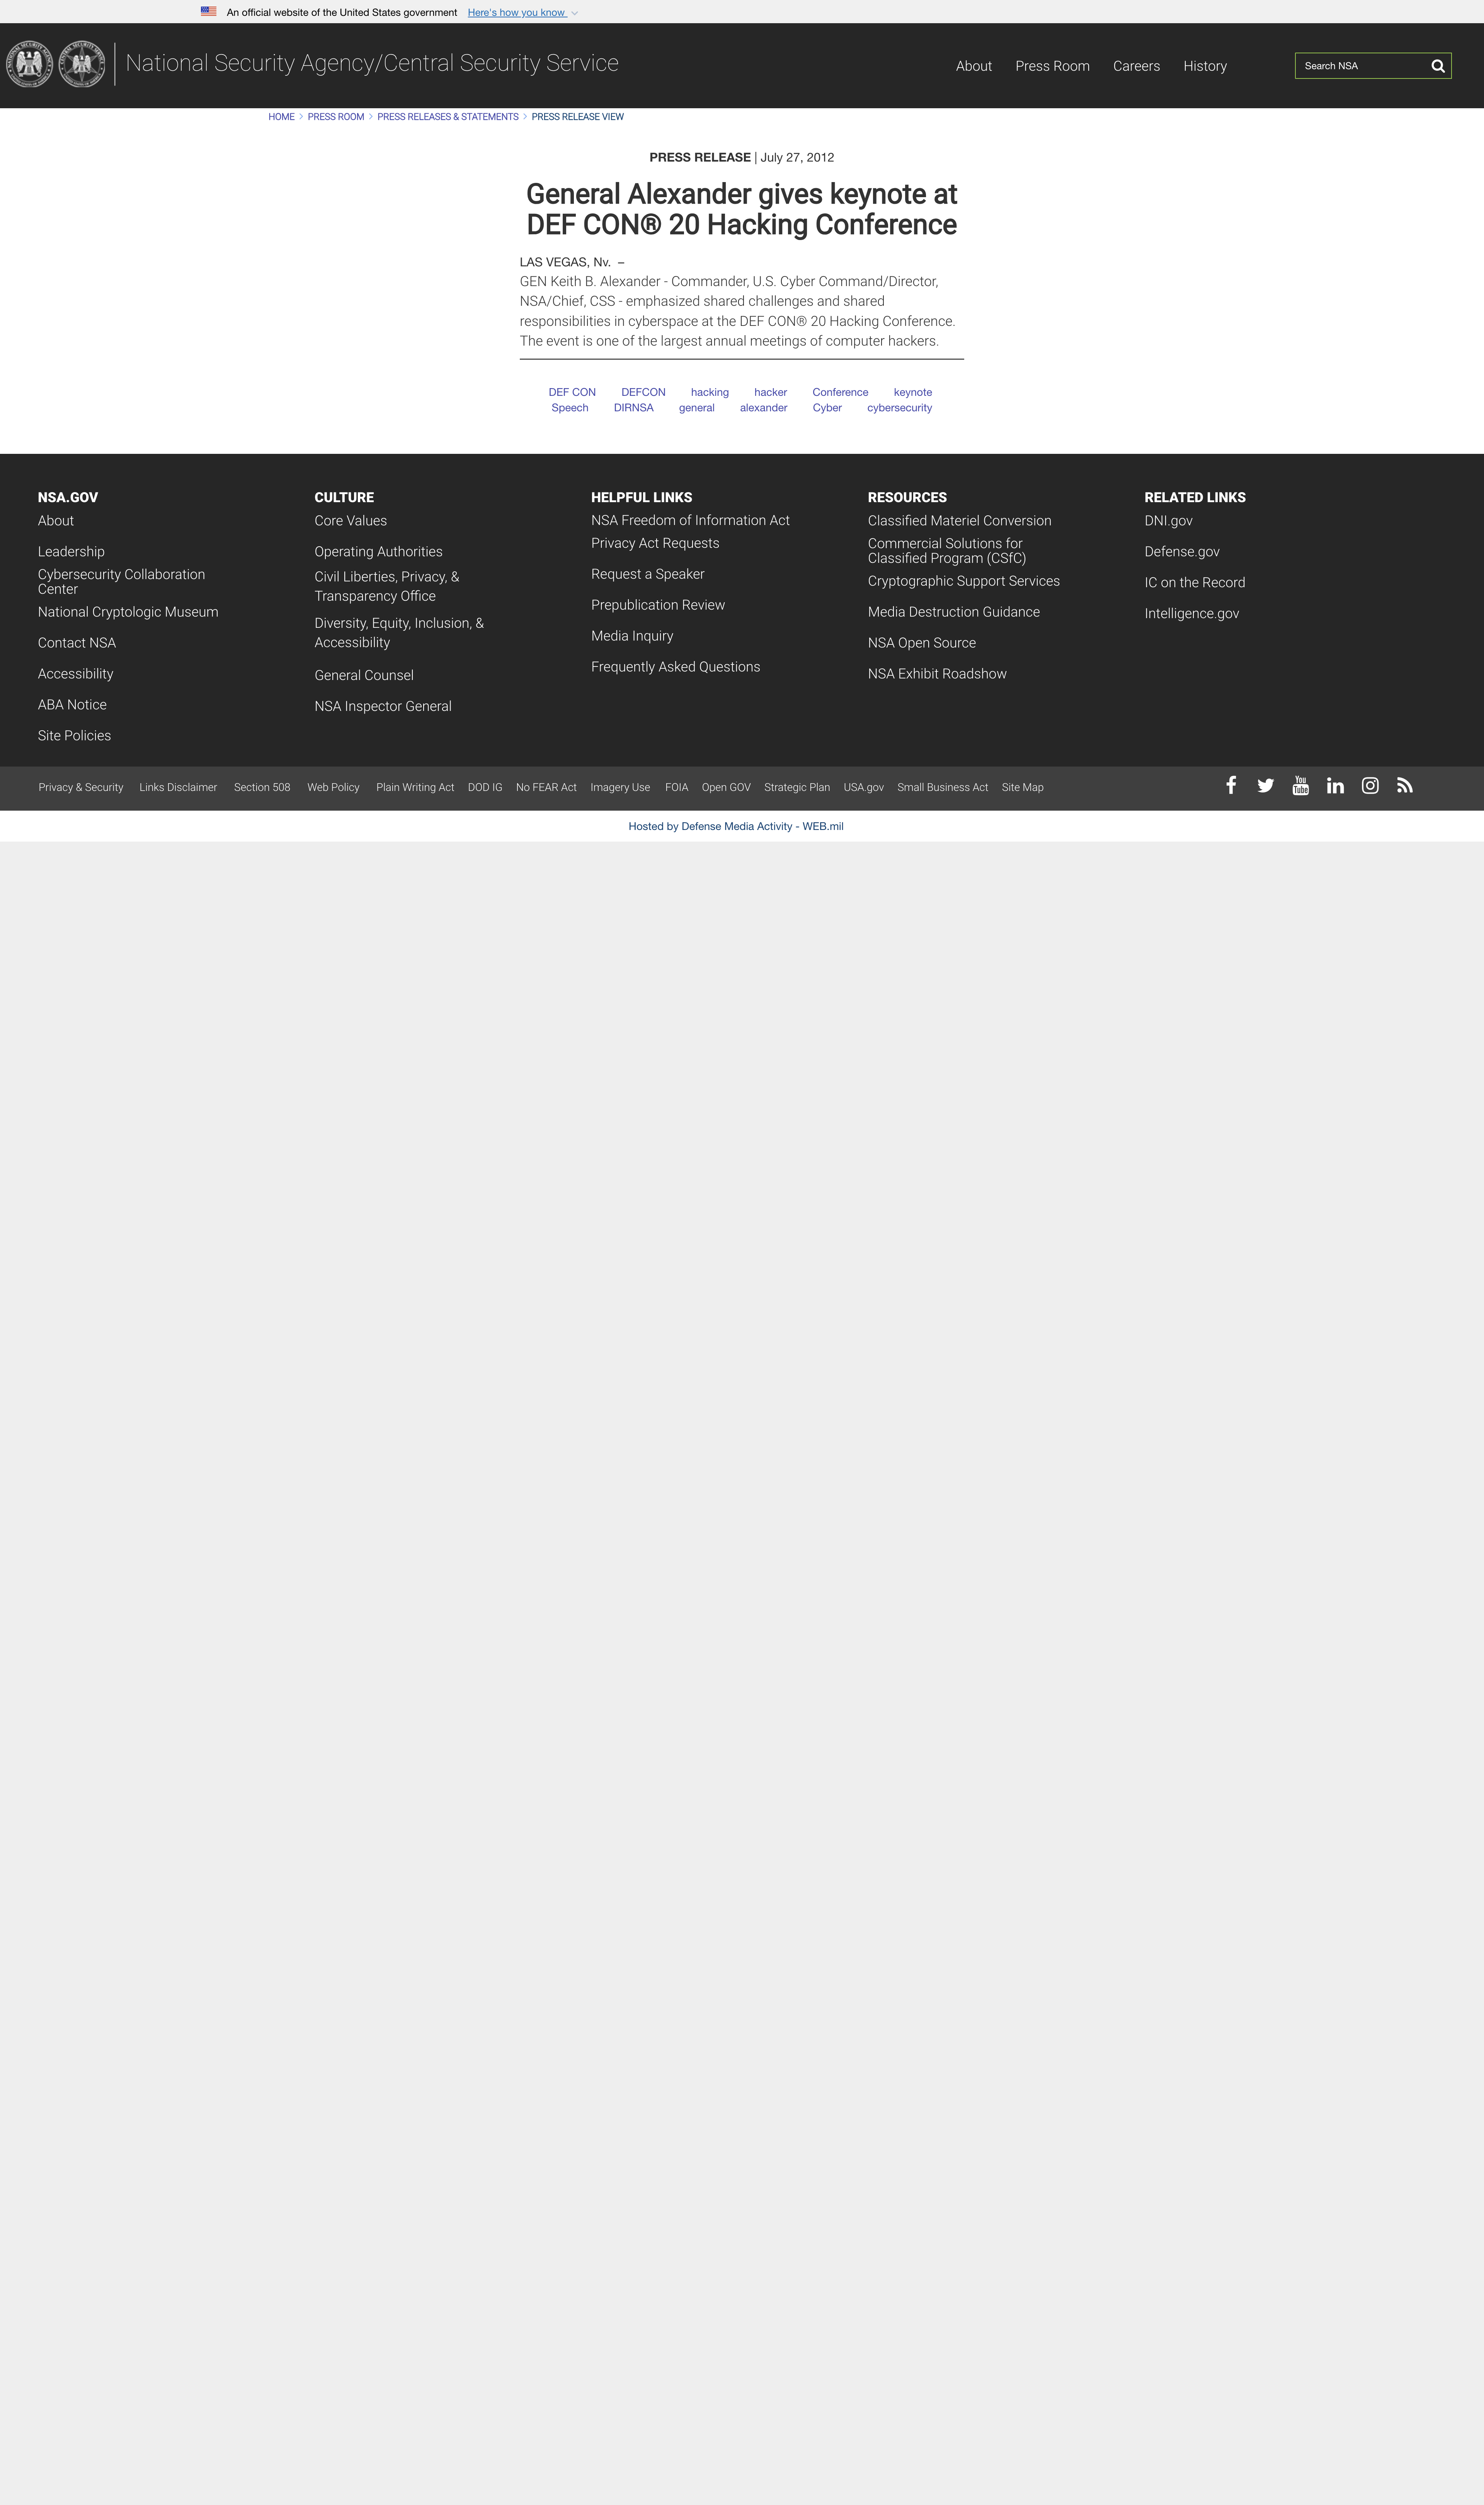 An official website of the United States government Here's how you know
National Security Agency/Central Security Service
About Press Room Careers History
Search NSA
HOME > PRESS ROOM > PRESS RELEASES & STATEMENTS > PRESS RELEASE VIEW
PRESS RELEASE | July 27, 2012
General Alexander gives keynote at
DEF CON® 20 Hacking Conference
LAS VEGAS, Nv. –
GEN Keith B. Alexander - Commander, U.S. Cyber Command/Director,
NSA/Chief, CSS - emphasized shared challenges and shared
responsibilities in cyberspace at the DEF CON® 20 Hacking Conference.
The event is one of the largest annual meetings of computer hackers.
DEF CON DEFCON hacking hacker Conference keynote
Speech DIRNSA general alexander Cyber cybersecurity
NSA.GOV
About
Leadership
Cybersecurity Collaboration
Center
National Cryptologic Museum
Contact NSA
Accessibility
ABA Notice
Site Policies
CULTURE
Core Values
Operating Authorities
Civil Liberties, Privacy, &
Transparency Office
Diversity, Equity, Inclusion, &
Accessibility
General Counsel
NSA Inspector General
HELPFUL LINKS
NSA Freedom of Information Act
Privacy Act Requests
Request a Speaker
Prepublication Review
Media Inquiry
Frequently Asked Questions
RESOURCES
Classified Materiel Conversion
Commercial Solutions for
Classified Program (CSfC)
Cryptographic Support Services
Media Destruction Guidance
NSA Open Source
NSA Exhibit Roadshow
RELATED LINKS
DNI.gov
Defense.gov
IC on the Record
Intelligence.gov
Privacy & Security Links Disclaimer Section 508 Web Policy Plain Writing Act DOD IG No FEAR Act Imagery Use FOIA Open GOV Strategic Plan USA.gov Small Business Act Site Map
You
Tube
Hosted by Defense Media Activity - WEB.mil